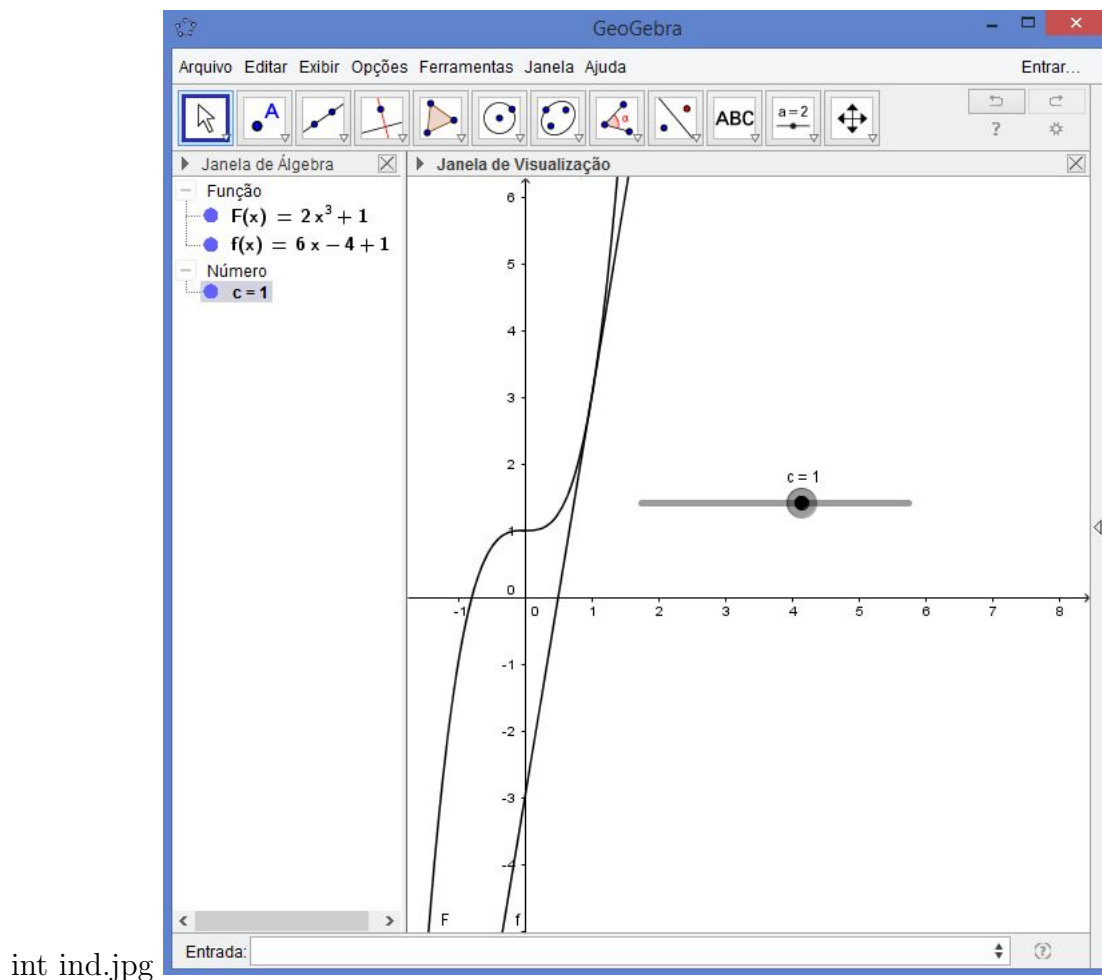 GeoGebra
Arquivo Editar Exibir Opções Ferramentas Janela Ajuda Entrar...
A α ABC a=2 ?
Janela de Álgebra Janela de Visualização
Função
F(x) = 2x³ + 1
f(x) = 6x − 4 + 1
Número
c = 1
6
5
4
3
2
1
0
-1
-2
-3
-4
-1 0 1 2 3 4 5 6 7 8
c = 1
F f
Entrada: ?
int ind.jpg